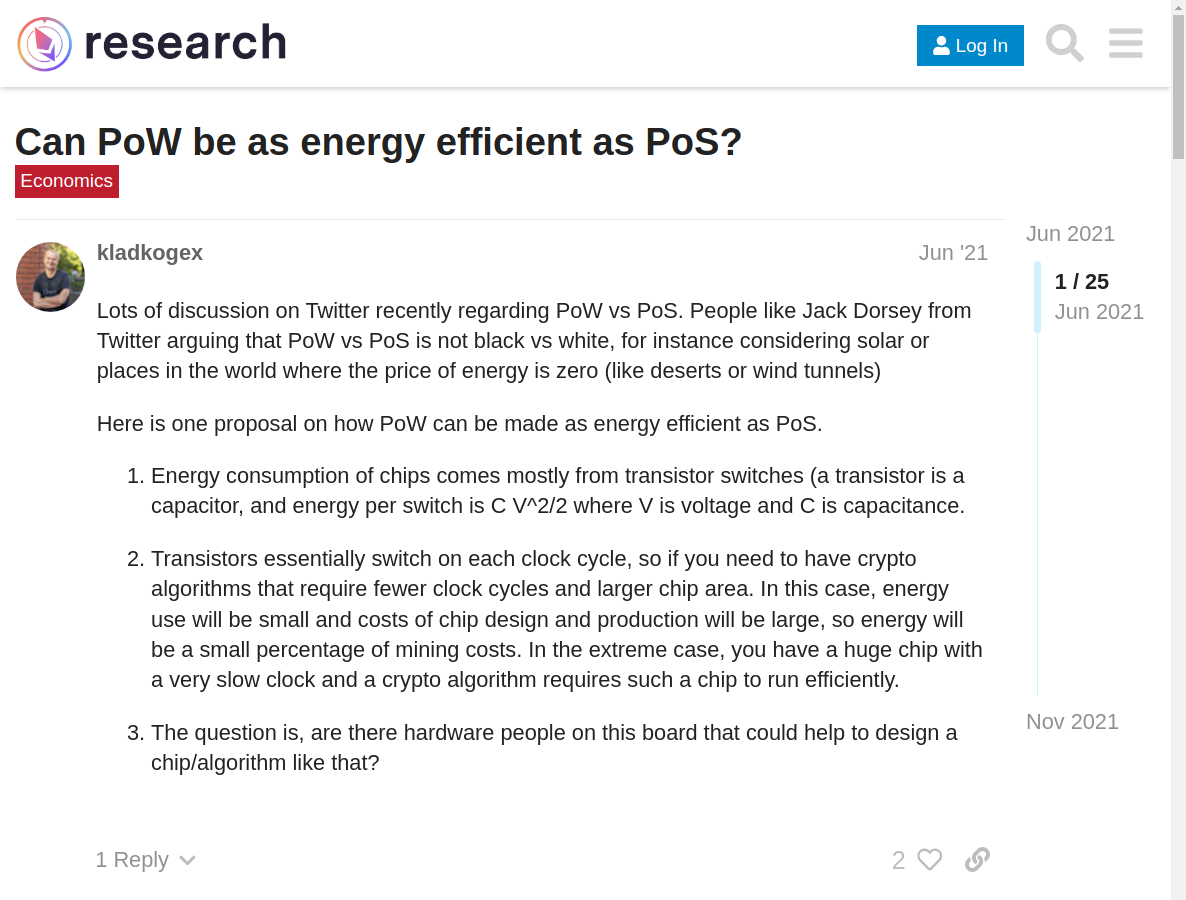 research
Log In
Can PoW be as energy efficient as PoS?
Economics
kladkogex
Jun '21
Lots of discussion on Twitter recently regarding PoW vs PoS. People like Jack Dorsey from
Twitter arguing that PoW vs PoS is not black vs white, for instance considering solar or
places in the world where the price of energy is zero (like deserts or wind tunnels)
Here is one proposal on how PoW can be made as energy efficient as PoS.
1. Energy consumption of chips comes mostly from transistor switches (a transistor is a
capacitor, and energy per switch is C V^2/2 where V is voltage and C is capacitance.
2. Transistors essentially switch on each clock cycle, so if you need to have crypto
algorithms that require fewer clock cycles and larger chip area. In this case, energy
use will be small and costs of chip design and production will be large, so energy will
be a small percentage of mining costs. In the extreme case, you have a huge chip with
a very slow clock and a crypto algorithm requires such a chip to run efficiently.
3. The question is, are there hardware people on this board that could help to design a
chip/algorithm like that?
1 Reply
2
Jun 2021
1 / 25
Jun 2021
Nov 2021